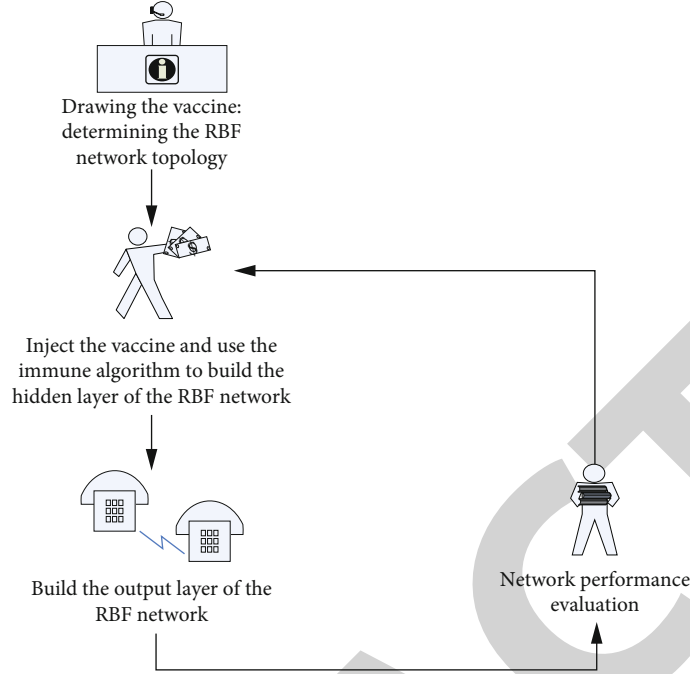 Drawing the vaccine:
determining the RBF
network topology
Inject the vaccine and use the
immune algorithm to build the
hidden layer of the RBF network
Build the output layer of the
RBF network
Network performance
evaluation